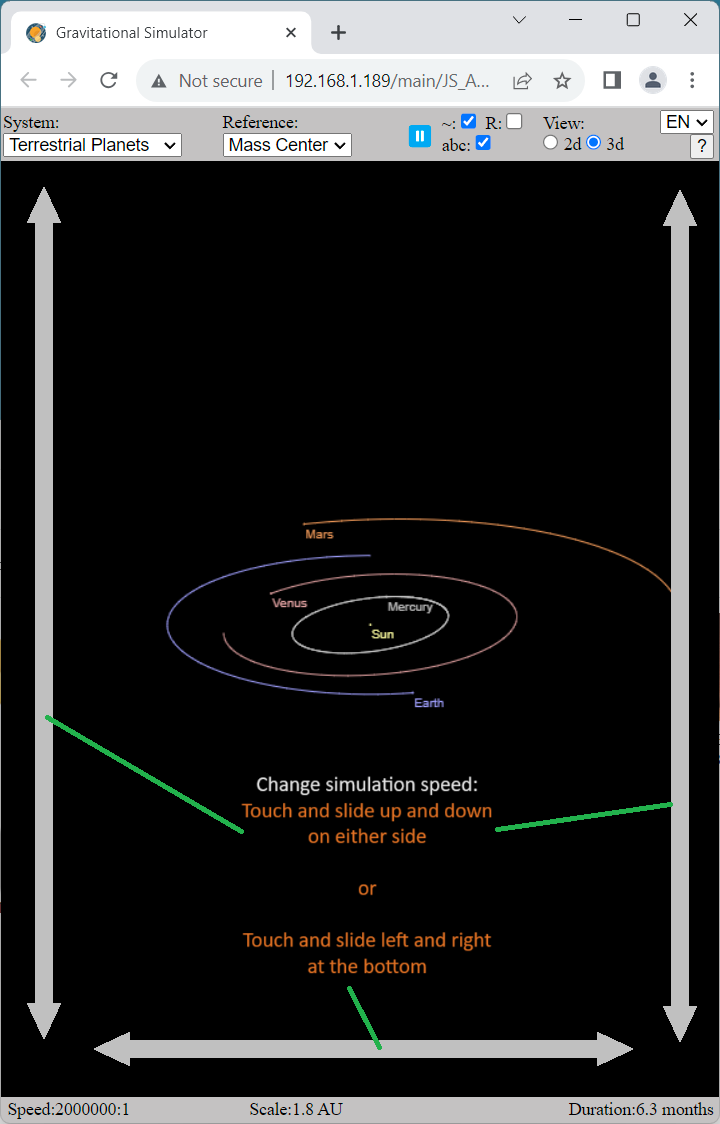 Gravitational Simulator
Not secure | 192.168.1.189/main/JS_A...
System: Reference: ~: R: View: EN
Terrestrial Planets Mass Center abc: 2d 3d ?
Mars
Venus
Mercury
Sun
Earth
Change simulation speed:
Touch and slide up and down
on either side
or
Touch and slide left and right
at the bottom
Speed:2000000:1 Scale:1.8 AU Duration:6.3 months